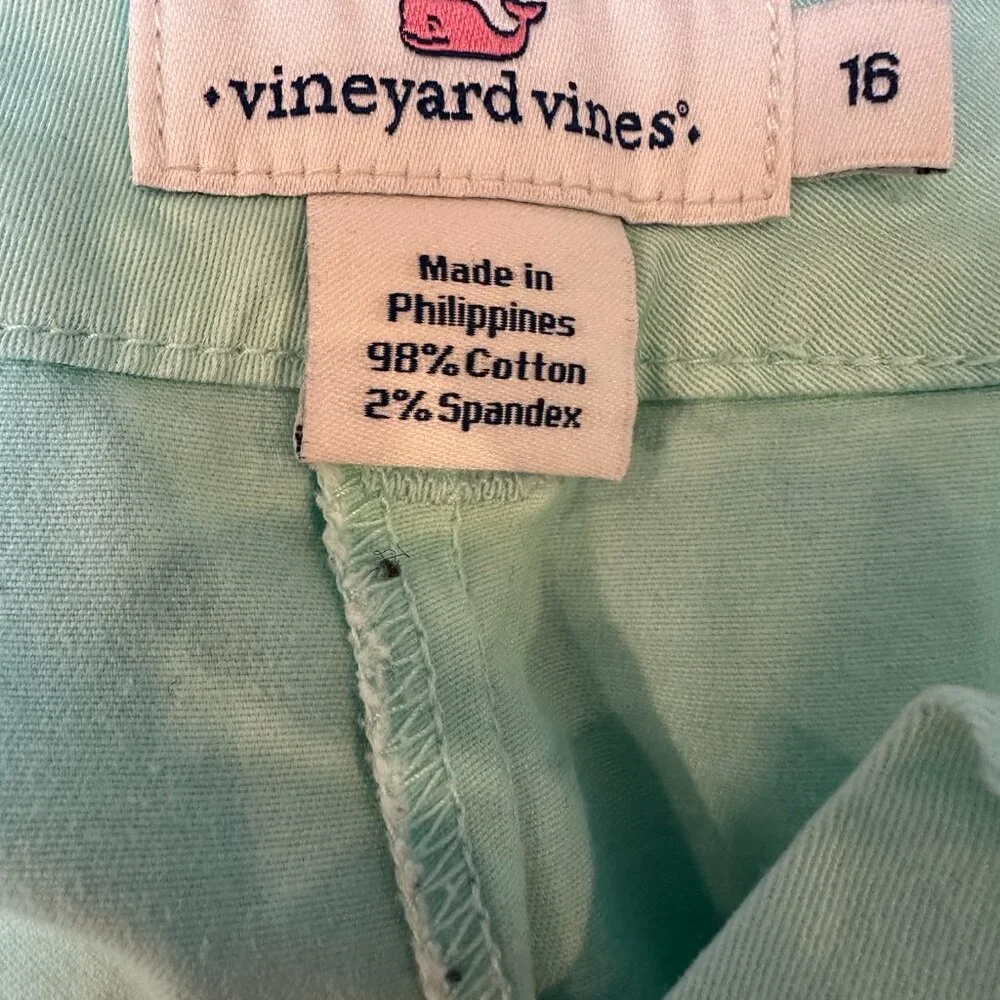 vineyard vines®
16
Made in
Philippines
98% Cotton
2% Spandex